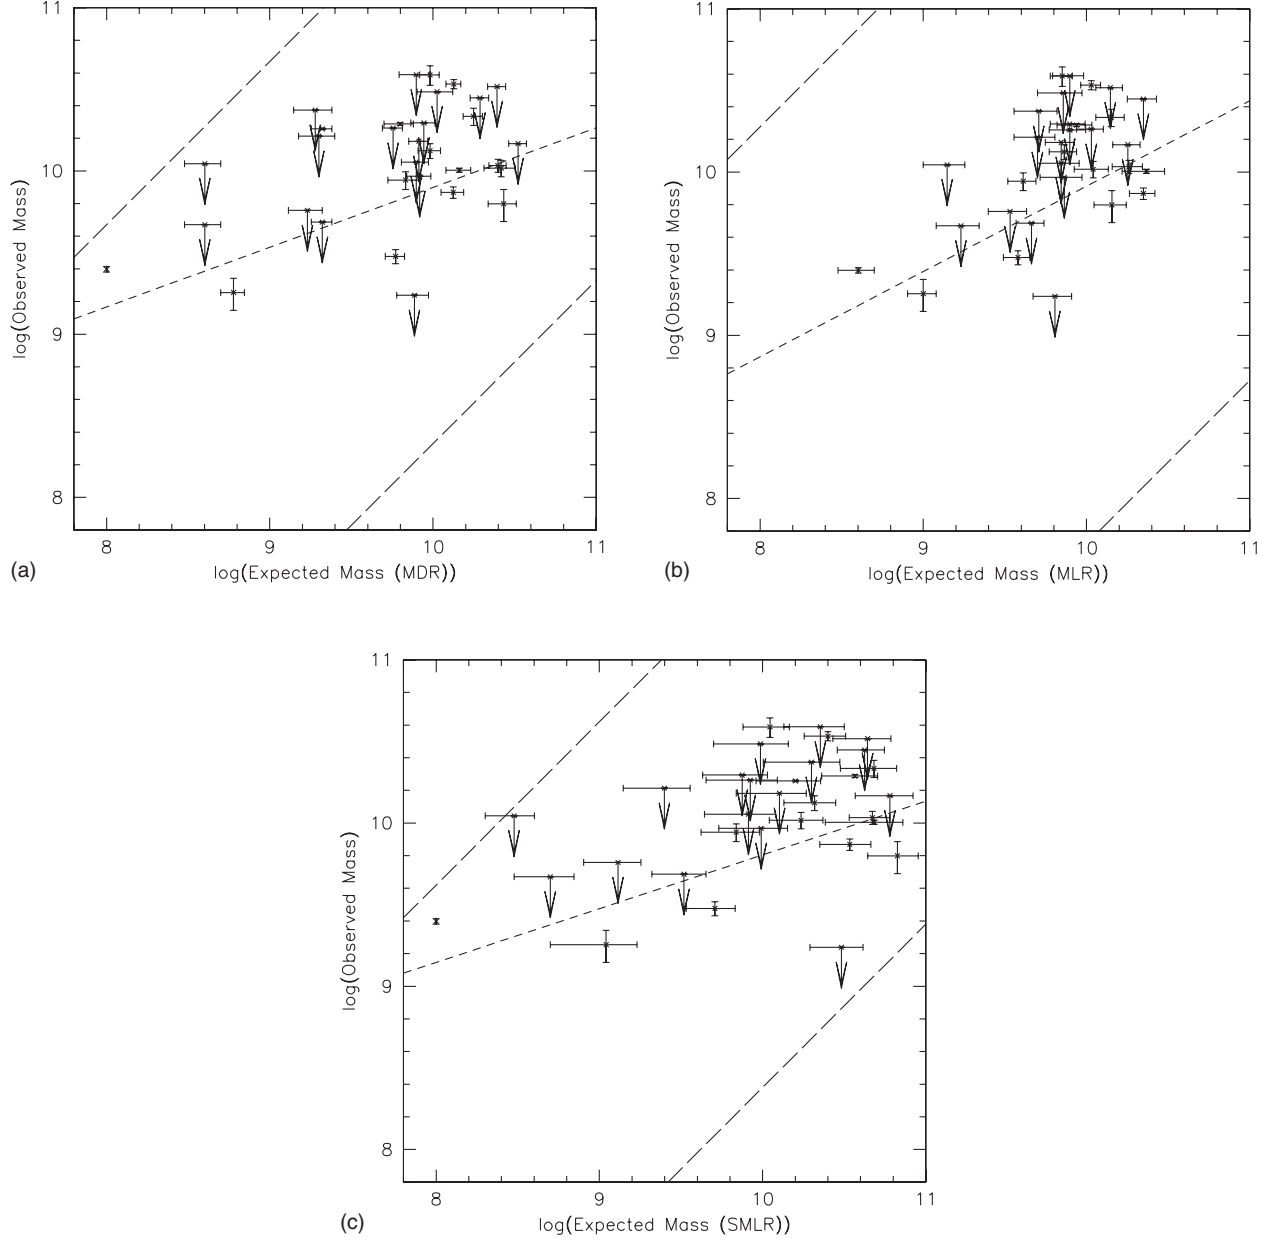 11
10
9
8
log(Observed Mass)
8 9 10 11
log(Expected Mass (MDR))
(a)
11
10
9
8
log(Observed Mass)
8 9 10 11
log(Expected Mass (MLR))
(b)
11
10
9
8
log(Observed Mass)
8 9 10 11
log(Expected Mass (SMLR))
(c)